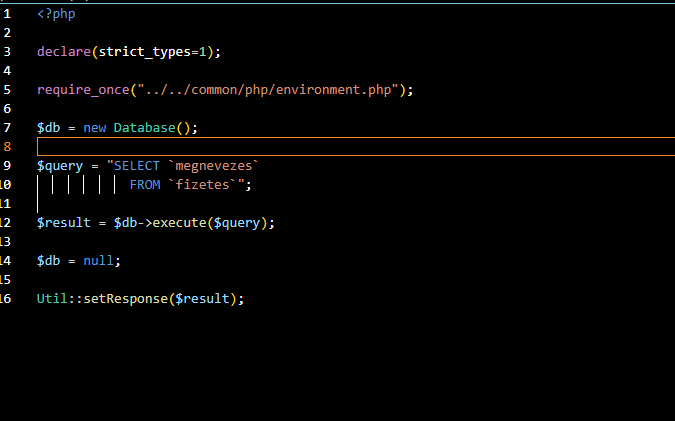 1 <?php
2
3 declare(strict_types=1);
4
5 require_once("../../common/php/environment.php");
6
7 $db = new Database();
8
9 $query = "SELECT `megnevezes`
10 FROM `fizetes`";
11
12 $result = $db->execute($query);
13
14 $db = null;
15
16 Util::setResponse($result);